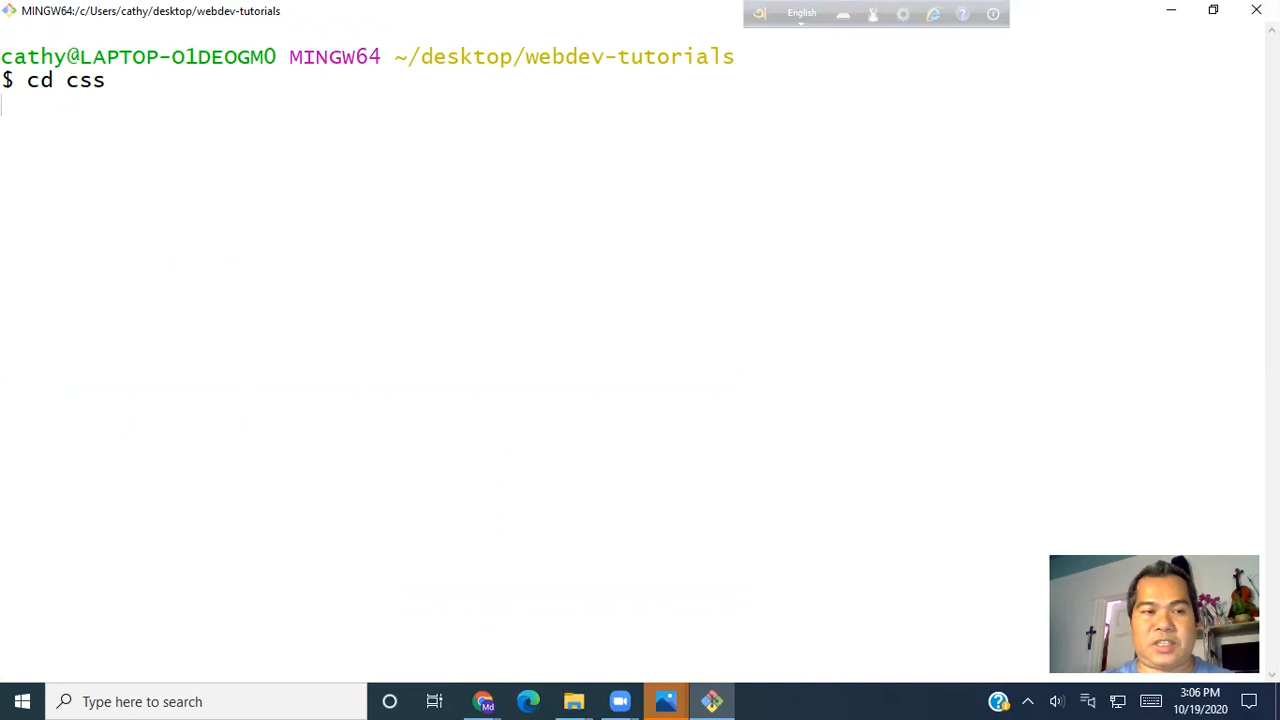 MINGW64:/c/Users/cathy/desktop/webdev-tutorials
English
cathy@LAPTOP-O1DEOGM0 MINGW64 ~/desktop/webdev-tutorials
$ cd css
Type here to search
Md
3:06 PM
10/19/2020